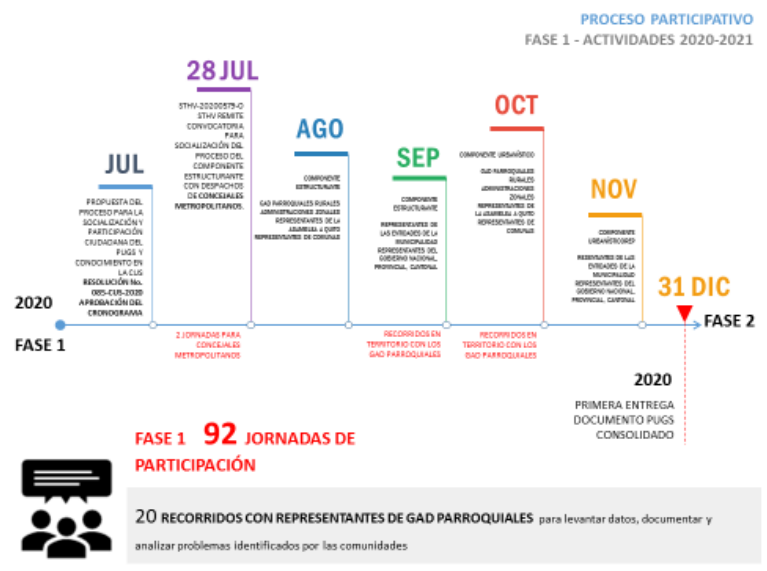 PROCESO PARTICIPATIVO
FASE 1 - ACTIVIDADES 2020-2021
JUL
PROPUESTA DEL
PROCESO PARA LA
SOCIALIZACIÓN Y
PARTICIPACIÓN
CIUDADANA DEL
PUGS Y
CONOCIMIENTO EN
LA CUS
RESOLUCIÓN No.
085-CUS-2020
APROBACIÓN DEL
CRONOGRAMA
28 JUL
STHV-20200579-O
STHV REMITE
CONVOCATORIA
PARA
SOCIALIZACIÓN DEL
PROCESO DEL
COMPONENTE
ESTRUCTURANTE
CON DESPACHOS
DE CONCEJALES
METROPOLITANOS.
AGO
COMPONENTE
ESTRUCTURANTE
GAD PARROQUIALES RURALES
ADMINISTRACIONES ZONALES
REPRESENTANTES DE LA
ASAMBLEA A QUITO
REPRESENTANTES DE COMUNAS
SEP
COMPONENTE
ESTRUCTURANTE
REPRESENTANTES DE
LAS ENTIDADES DE LA
MUNICIPALIDAD
REPRESENTANTES DEL
GOBIERNO NACIONAL,
PROVINCIAL, CANTONAL
OCT
COMPONENTE URBANÍSTICO
GAD PARROQUIALES
RURALES
ADMINISTRACIONES
ZONALES
REPRESENTANTES DE
LA ASAMBLEA A QUITO
REPRESENTANTES DE
COMUNAS
NOV
COMPONENTE
URBANÍSTICOREP
RESENTANTES DE LAS
ENTIDADES DE LA
MUNICIPALIDAD
REPRESENTANTES DEL
GOBIERNO NACIONAL,
PROVINCIAL, CANTONAL
31 DIC
2020
FASE 1
FASE 2
2 JORNADAS PARA
CONCEJALES
METROPOLITANOS
RECORRIDOS EN
TERRITORIO CON LOS
GAD PARROQUIALES
RECORRIDOS EN
TERRITORIO CON LOS
GAD PARROQUIALES
2020
PRIMERA ENTREGA
DOCUMENTO PUGS
CONSOLIDADO
FASE 1 92 JORNADAS DE
PARTICIPACIÓN
20 RECORRIDOS CON REPRESENTANTES DE GAD PARROQUIALES para levantar datos, documentar y
analizar problemas identificados por las comunidades